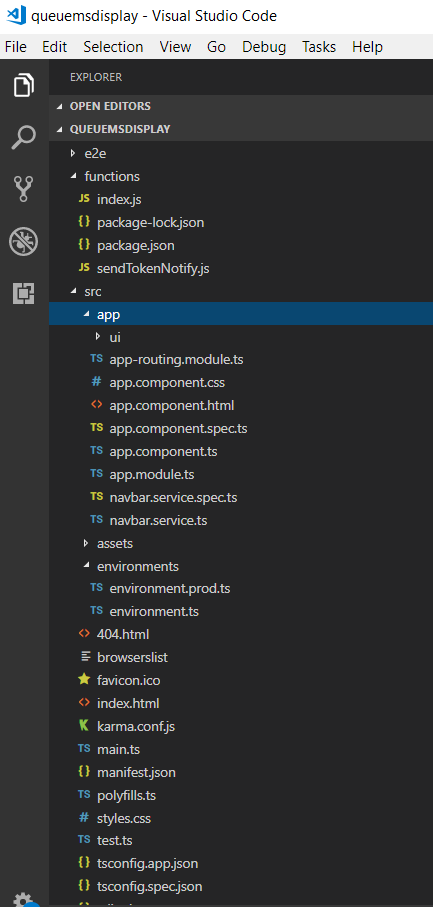 queuemsdisplay - Visual Studio Code
File Edit Selection View Go Debug Tasks Help
EXPLORER
OPEN EDITORS
QUEUEMSDISPLAY
e2e
functions
JS index.js
{ } package-lock.json
{ } package.json
JS sendTokenNotify.js
src
app
ui
TS app-routing.module.ts
# app.component.css
<> app.component.html
TS app.component.spec.ts
TS app.component.ts
TS app.module.ts
TS navbar.service.spec.ts
TS navbar.service.ts
assets
environments
TS environment.prod.ts
TS environment.ts
<> 404.html
browserslist
favicon.ico
<> index.html
karma.conf.js
TS main.ts
{ } manifest.json
TS polyfills.ts
# styles.css
TS test.ts
{ } tsconfig.app.json
{ } tsconfig.spec.json